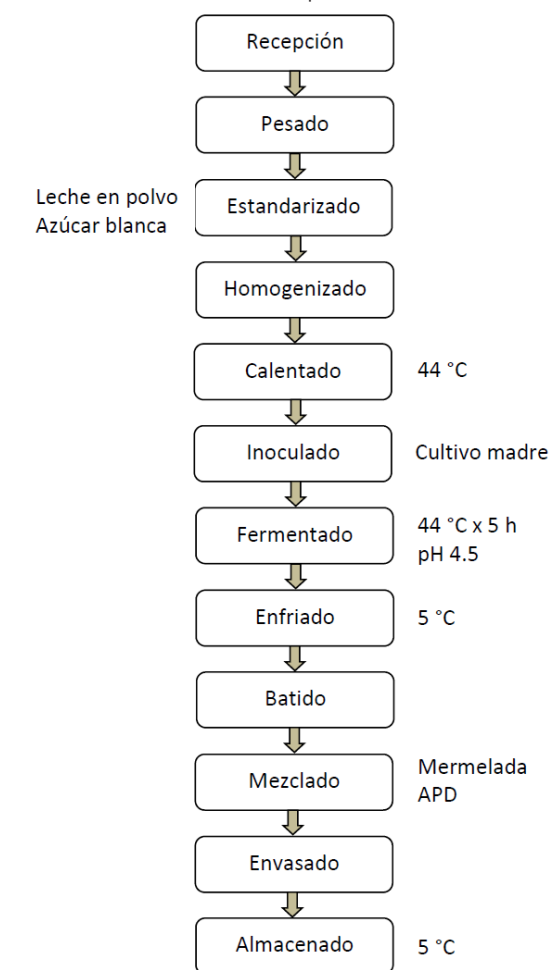 Recepción
Pesado
Leche en polvo
Azúcar blanca
Estandarizado
Homogenizado
Calentado
44 °C
Inoculado
Cultivo madre
Fermentado
44 °C x 5 h
pH 4.5
Enfriado
5 °C
Batido
Mezclado
Mermelada
APD
Envasado
Almacenado
5 °C